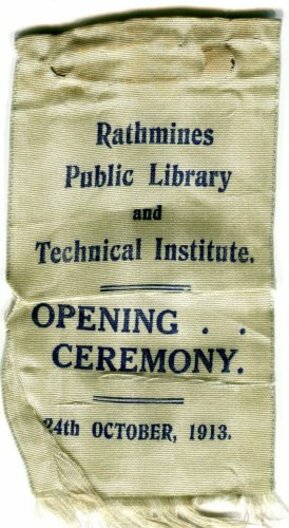 Rathmines
Public Library
and
Technical Institute.
OPENING . .
CEREMONY.
24th OCTOBER, 1913.